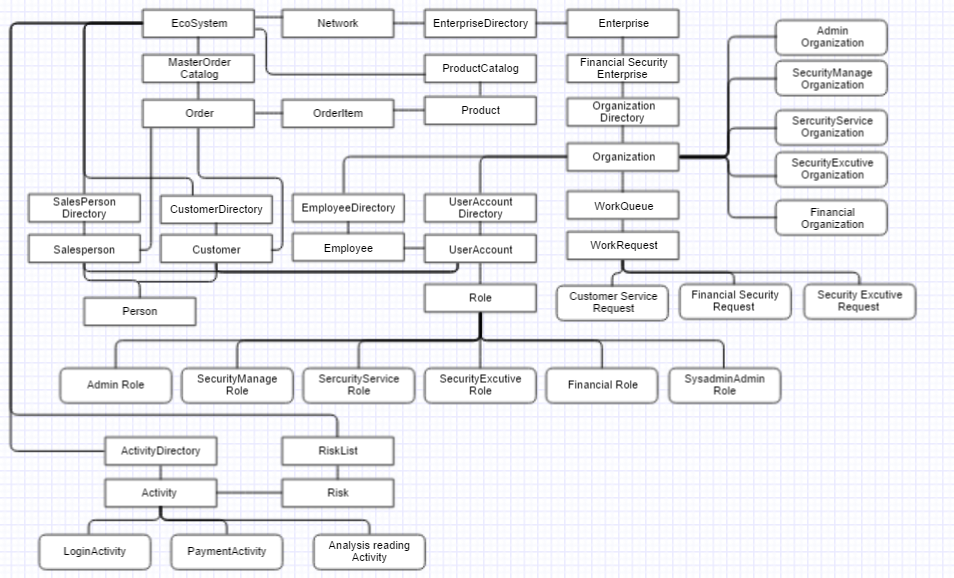 EcoSystem
Network
EnterpriseDirectory
Enterprise
Admin
Organization
MasterOrder
Catalog
ProductCatalog
Financial Security
Enterprise
SecurityManage
Organization
Order
OrderItem
Product
Organization
Directory
SercurityService
Organization
Organization
SecurityExcutive
Organization
SalesPerson
Directory
CustomerDirectory
EmployeeDirectory
UserAccount
Directory
WorkQueue
Financial
Organization
Salesperson
Customer
Employee
UserAccount
WorkRequest
Person
Role
Customer Service
Request
Financial Security
Request
Security Excutive
Request
Admin Role
SecurityManage
Role
SercurityService
Role
SecurityExcutive
Role
Financial Role
SysadminAdmin
Role
ActivityDirectory
RiskList
Activity
Risk
LoginActivity
PaymentActivity
Analysis reading
Activity